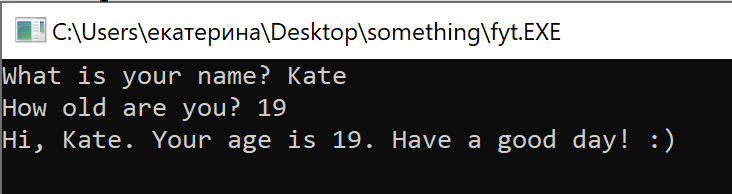 C:\Users\екатерина\Desktop\something\fyt.EXE
What is your name? Kate
How old are you? 19
Hi, Kate. Your age is 19. Have a good day! :)